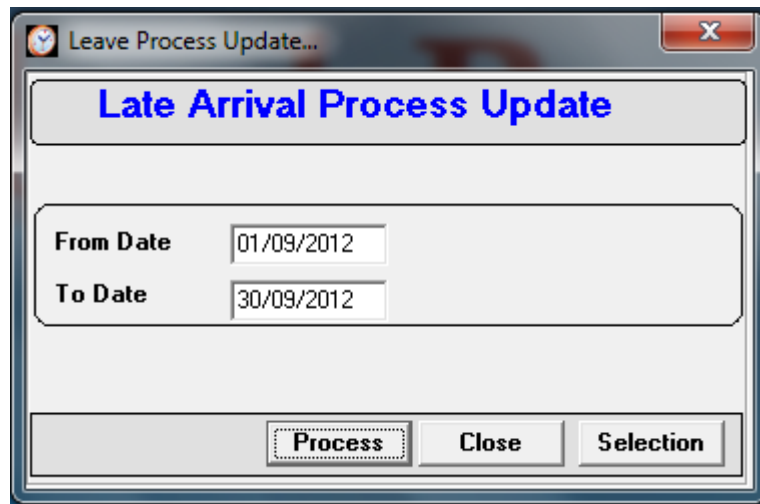 Leave Process Update...
Late Arrival Process Update
From Date 01/09/2012
To Date 30/09/2012
Process Close Selection